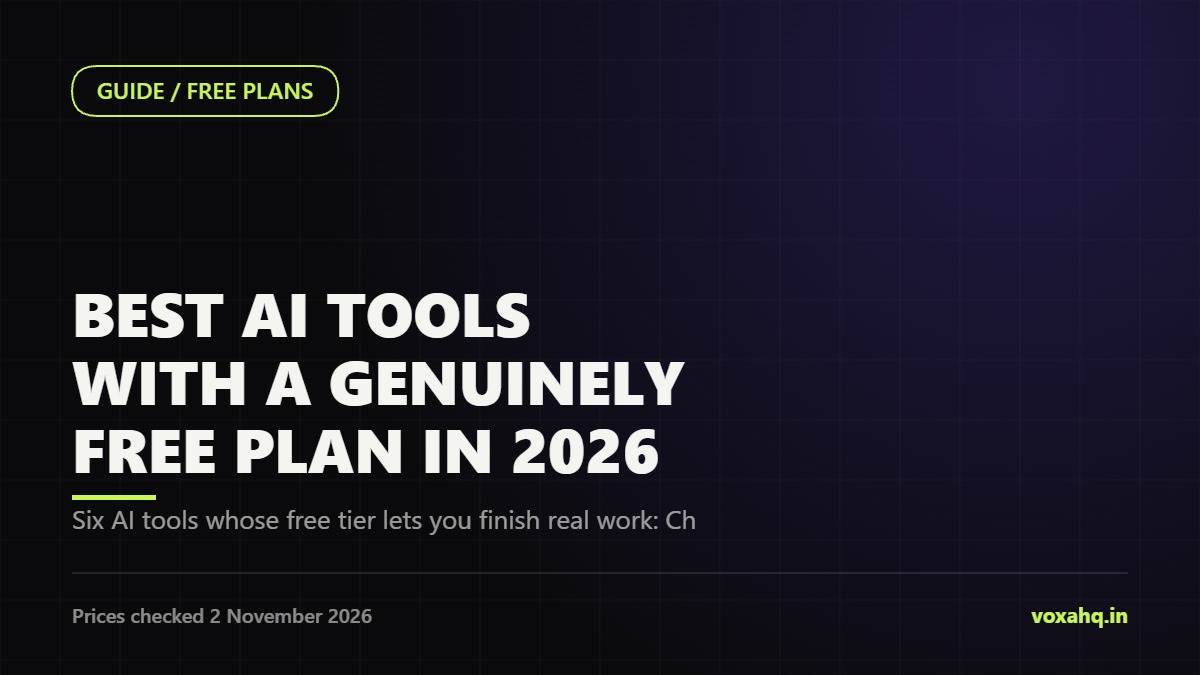 GUIDE / FREE PLANS
BEST AI TOOLS
WITH A GENUINELY
FREE PLAN IN 2026
Six AI tools whose free tier lets you finish real work: Ch
Prices checked 2 November 2026
voxahq.in